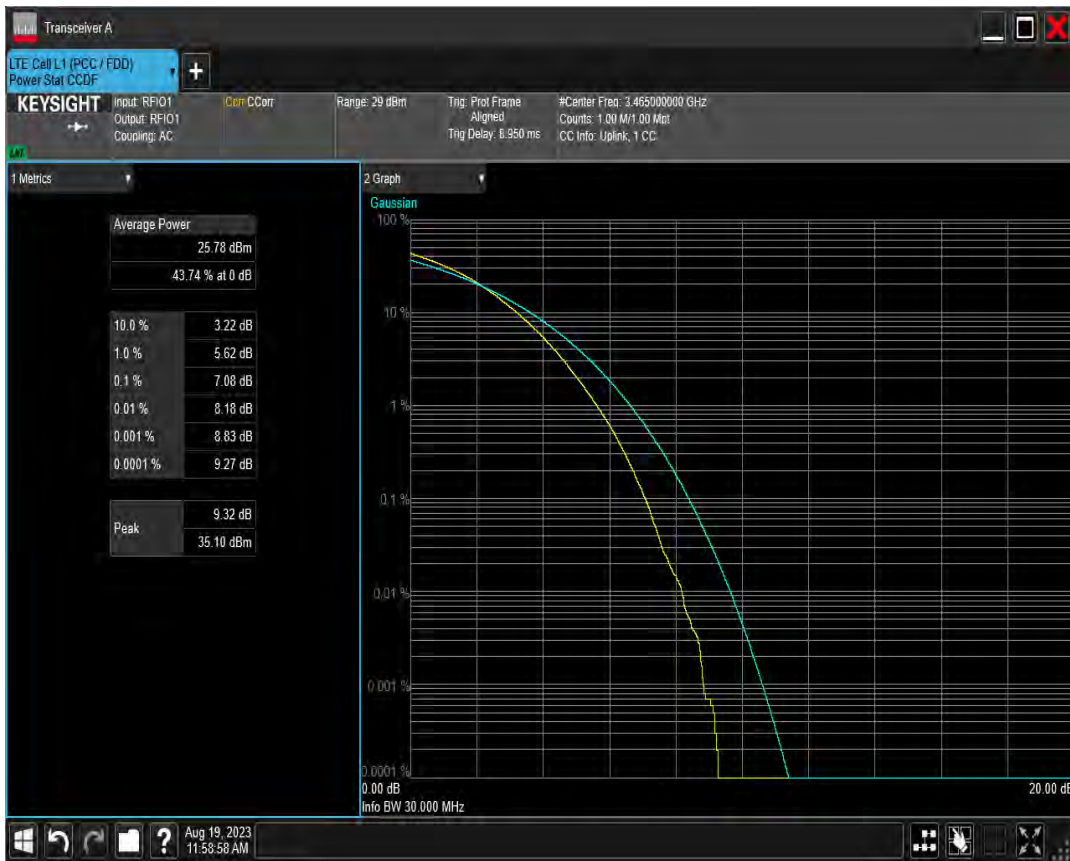 Transceiver A
LTE Cell L1 (PCC / FDD)
Power Stat CCDF
KEYSIGHT
Input: RFIO1
Output: RFIO1
Coupling: AC
Corr CCorr
Range: 29 dBm
Trig: Prot Frame
Aligned
Trig Delay: 8.950 ms
#Center Freq: 3.465000000 GHz
Counts: 1.00 M/1.00 Mpt
CC Info: Uplink, 1 CC
LXI
1 Metrics
Average Power
25.78 dBm
43.74 % at 0 dB
10.0 % 3.22 dB
1.0 % 5.62 dB
0.1 % 7.08 dB
0.01 % 8.18 dB
0.001 % 8.83 dB
0.0001 % 9.27 dB
Peak
9.32 dB
35.10 dBm
2 Graph
Gaussian
100 %
10 %
1 %
0.1 %
0.01 %
0.001 %
0.0001 %
0.00 dB
20.00 dB
Info BW 30.000 MHz
?
Aug 19, 2023
11:58:58 AM